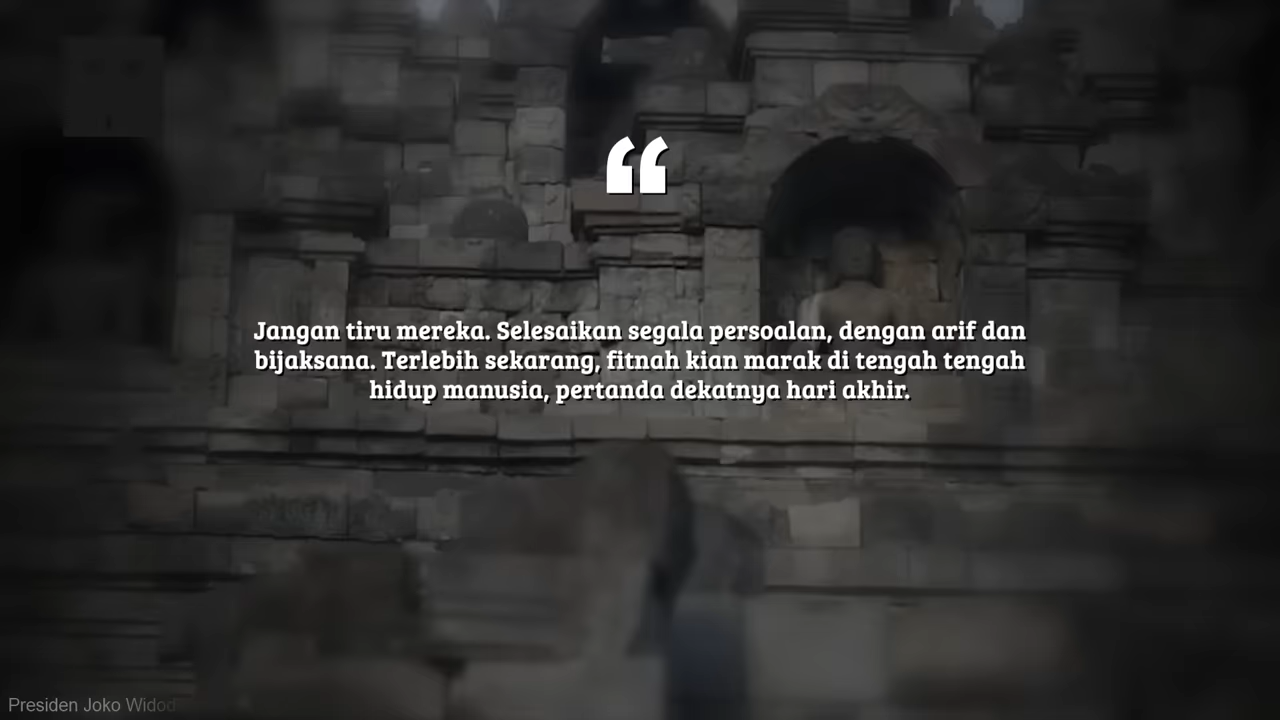 “
Jangan tiru mereka. Selesaikan segala persoalan, dengan arif dan
bijaksana. Terlebih sekarang, fitnah kian marak di tengah tengah
hidup manusia, pertanda dekatnya hari akhir.
Presiden Joko Widod